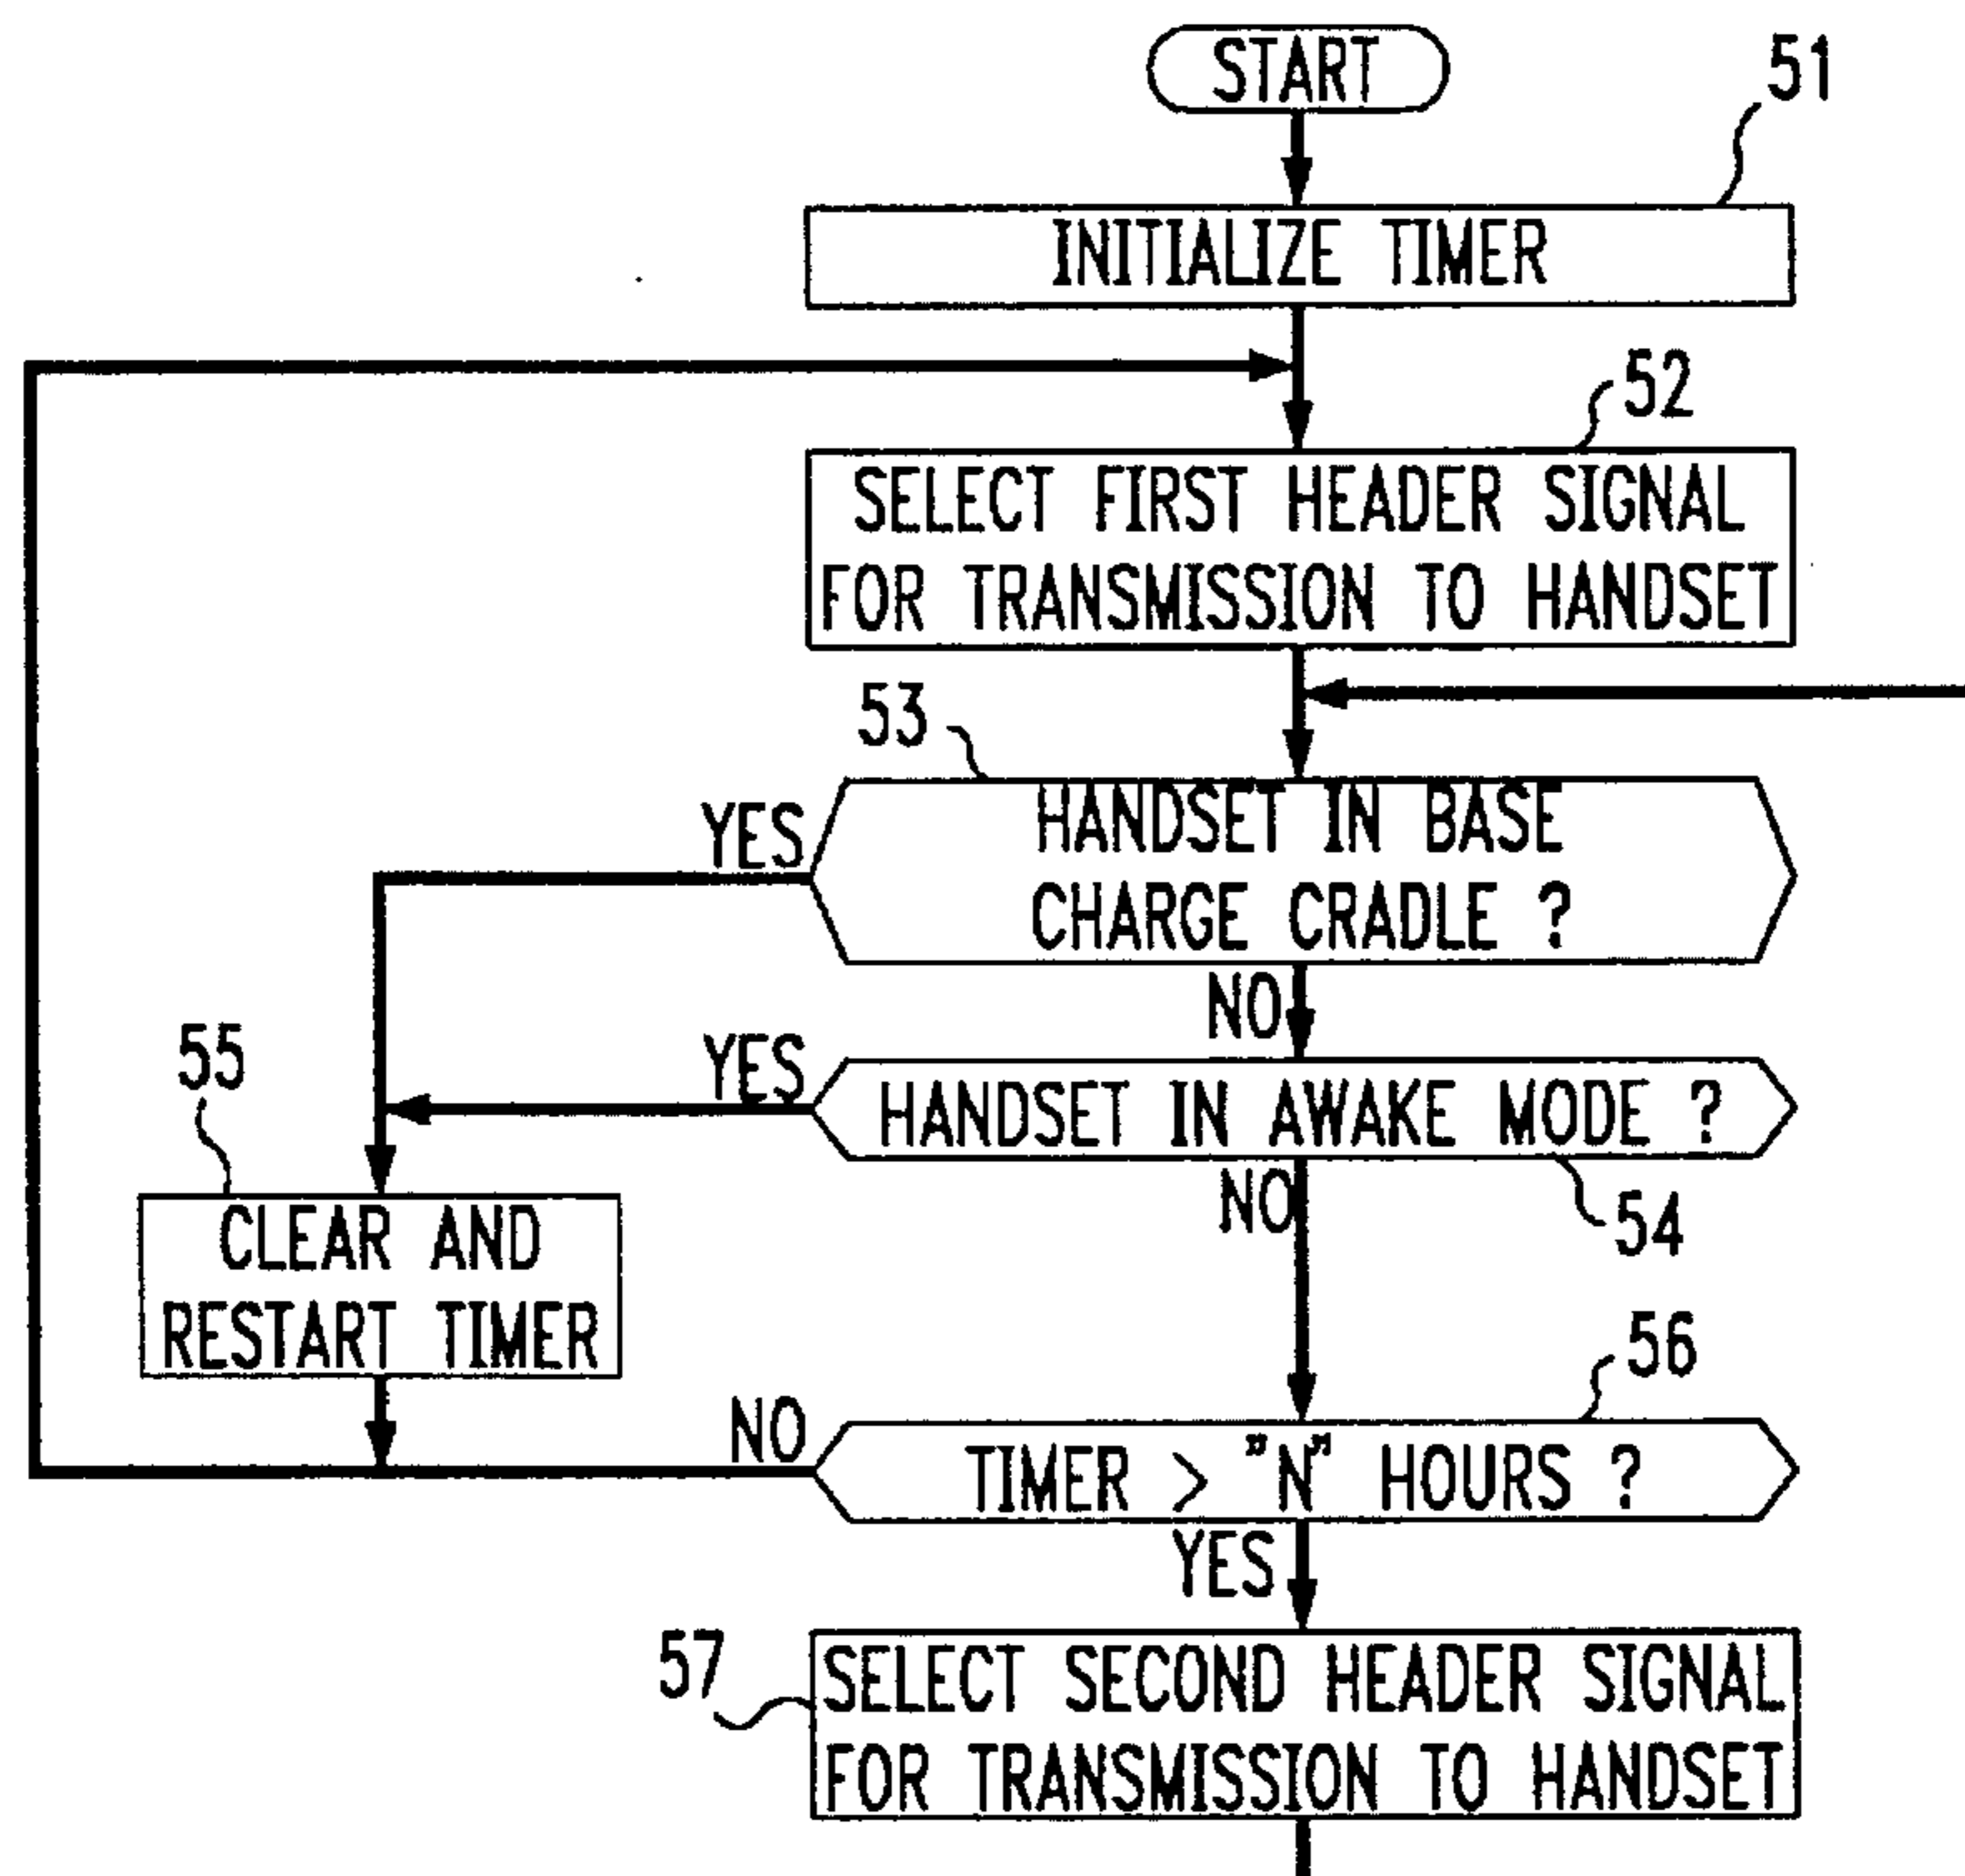 START
51
INITIALIZE TIMER
52
SELECT FIRST HEADER SIGNAL
FOR TRANSMISSION TO HANDSET
53
HANDSET IN BASE
CHARGE CRADLE ?
YES
NO
55
YES
HANDSET IN AWAKE MODE ?
NO
54
CLEAR AND
RESTART TIMER
56
NO
TIMER > "N" HOURS ?
YES
57
SELECT SECOND HEADER SIGNAL
FOR TRANSMISSION TO HANDSET